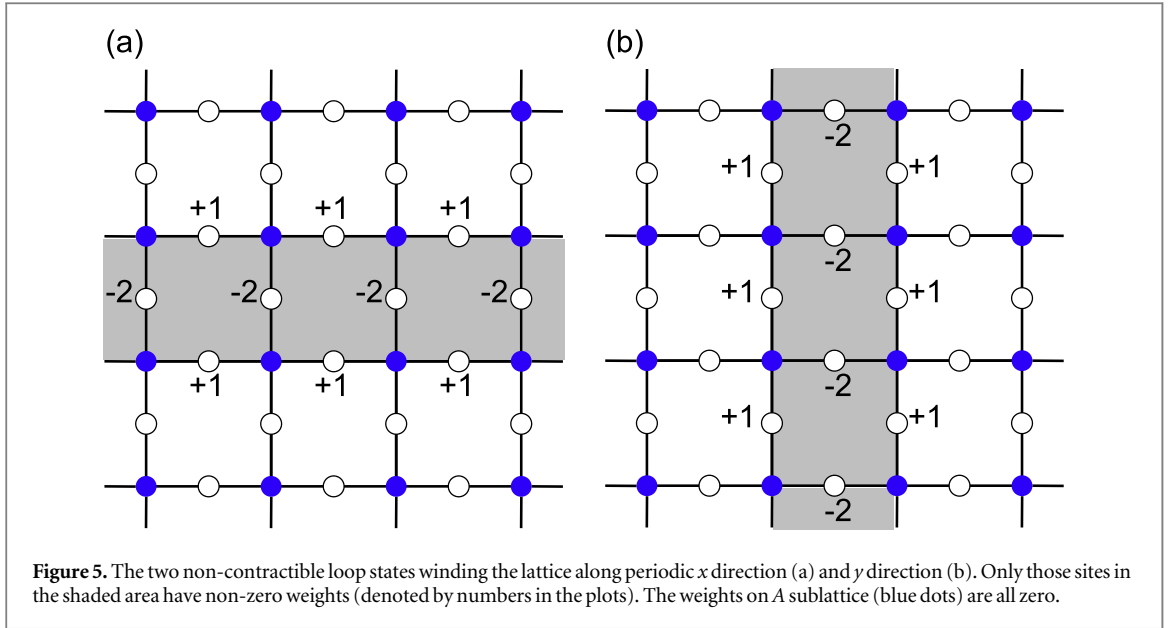 (a) (b)
-2
+1 +1
+1 +1 +1
-2
-2 -2 -2 -2 +1 +1
-2
+1 +1 +1
+1 +1
-2
Figure 5. The two non-contractible loop states winding the lattice along periodic x direction (a) and y direction (b). Only those sites in
the shaded area have non-zero weights (denoted by numbers in the plots). The weights on A sublattice (blue dots) are all zero.